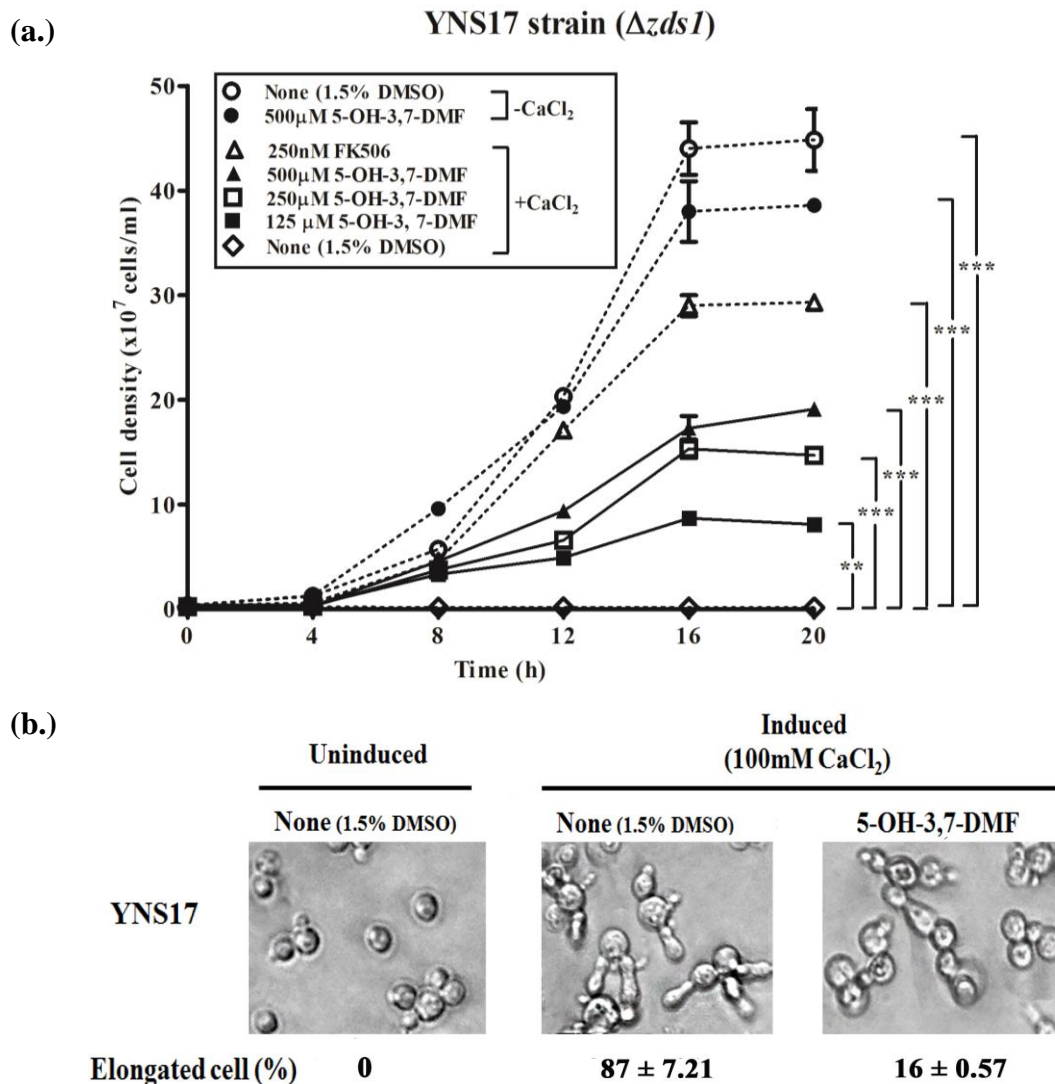 (a.)
YNS17 strain (Δzds1)
None (1.5% DMSO)
500μM 5-OH-3,7-DMF
-CaCl₂
250nM FK506
500μM 5-OH-3,7-DMF
250μM 5-OH-3,7-DMF
125 μM 5-OH-3, 7-DMF
None (1.5% DMSO)
+CaCl₂
Cell density (x10⁷ cells/ml)
50
40
30
20
10
0
0 4 8 12 16 20
Time (h)
**
***
***
***
***
***
(b.)
Uninduced
Induced
(100mM CaCl₂)
None (1.5% DMSO)
None (1.5% DMSO)
5-OH-3,7-DMF
YNS17
Elongated cell (%) 0 87 ± 7.21 16 ± 0.57